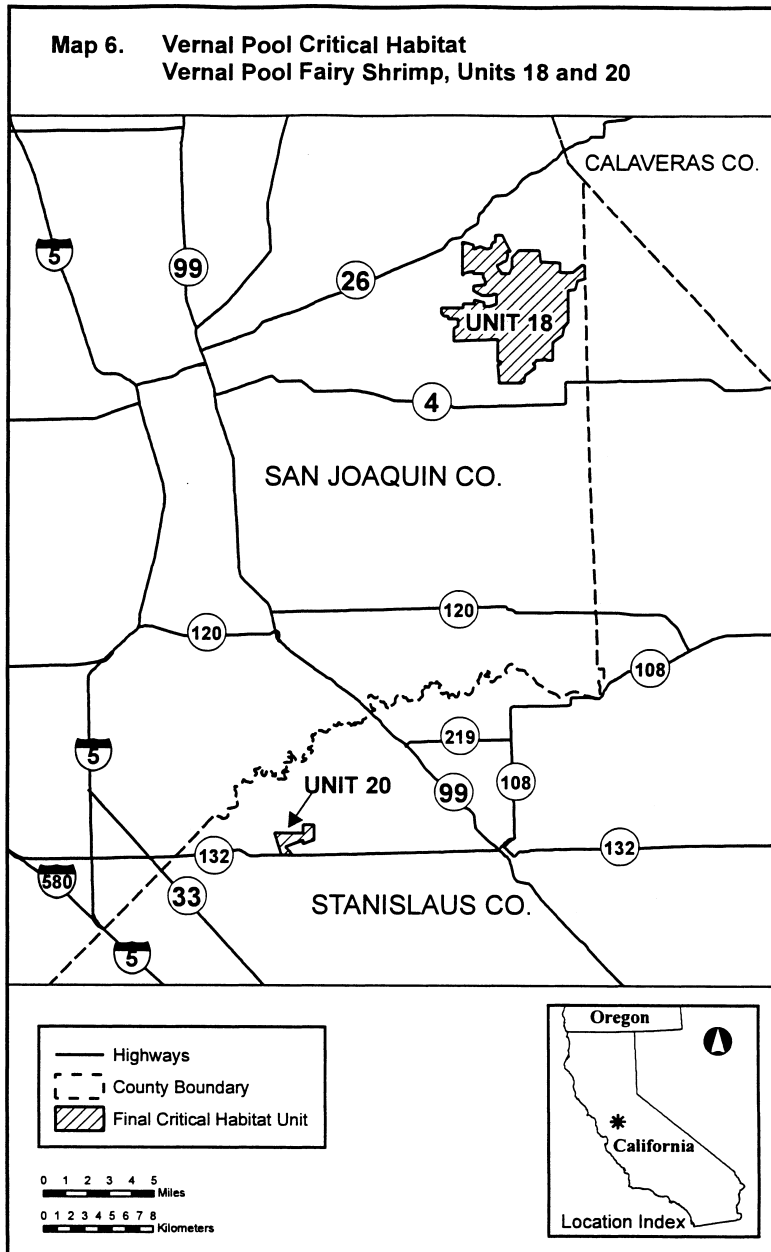 Map 6. Vernal Pool Critical Habitat
Vernal Pool Fairy Shrimp, Units 18 and 20
CALAVERAS CO.
5
99
26
UNIT 18
4
SAN JOAQUIN CO.
120
120
108
219
5
UNIT 20
99
108
132
132
580
33
STANISLAUS CO.
5
Highways
County Boundary
Final Critical Habitat Unit
0 1 2 3 4 5
Miles
0 1 2 3 4 5 6 7 8
Kilometers
Oregon
California
Location Index